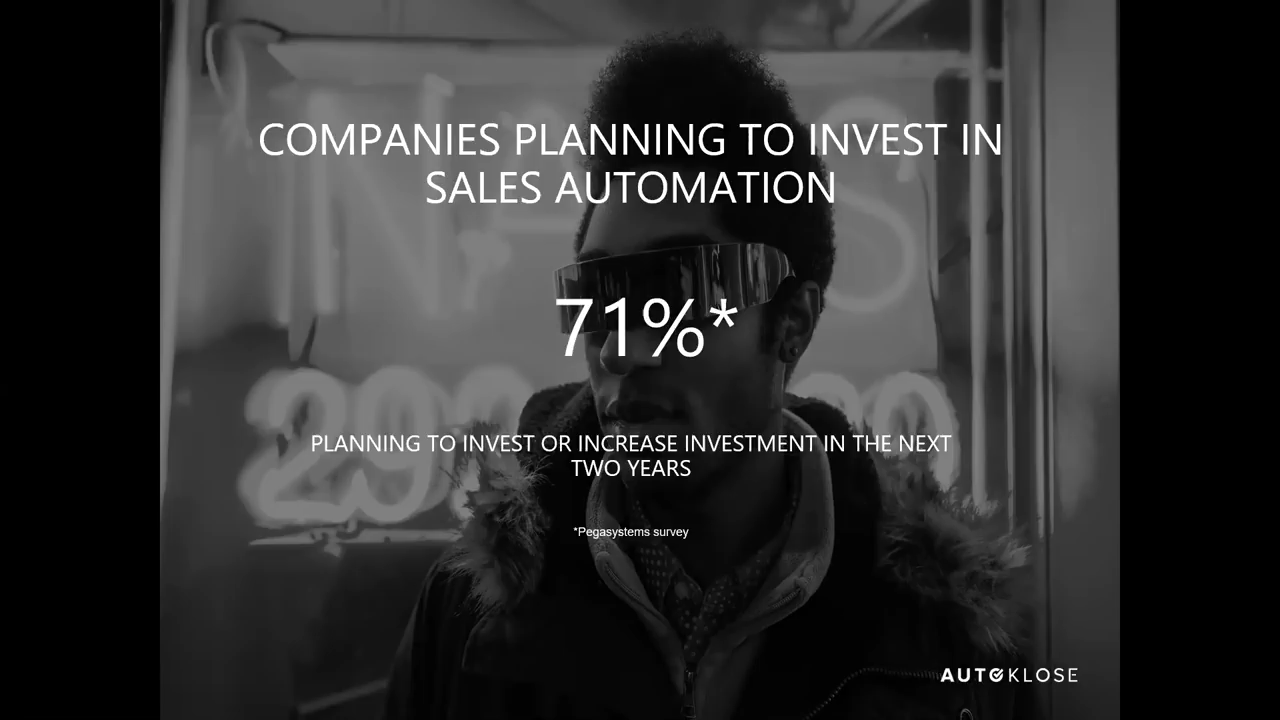 COMPANIES PLANNING TO INVEST IN
SALES AUTOMATION
71%*
PLANNING TO INVEST OR INCREASE INVESTMENT IN THE NEXT
TWO YEARS
*Pegasystems survey
AUTOKLOSE